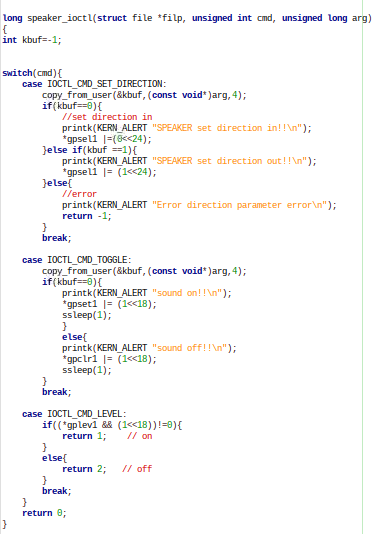 long speaker_ioctl(struct file *filp, unsigned int cmd, unsigned long arg)
{
int kbuf=-1;
switch(cmd){
case IOCTL_CMD_SET_DIRECTION:
copy_from_user(&kbuf,(const void*)arg,4);
if(kbuf==0){
//set direction in
printk(KERN_ALERT "SPEAKER set direction in!!\n");
*gpsel1 |=(0<<24);
}else if(kbuf ==1){
printk(KERN_ALERT "SPEAKER set direction out!!\n");
*gpsel1 |= (1<<24);
}else{
//error
printk(KERN_ALERT "Error direction parameter error\n");
return -1;
}
break;
case IOCTL_CMD_TOGGLE:
copy_from_user(&kbuf,(const void*)arg,4);
if(kbuf==0){
printk(KERN_ALERT "sound on!!\n");
*gpset1 |= (1<<18);
ssleep(1);
}
else{
printk(KERN_ALERT "sound off!!\n");
*gpclr1 |= (1<<18);
ssleep(1);
}
break;
case IOCTL_CMD_LEVEL:
if((*gplev1 && (1<<18))!=0){
return 1; // on
}
else{
return 2; // off
}
break;
}
return 0;
}